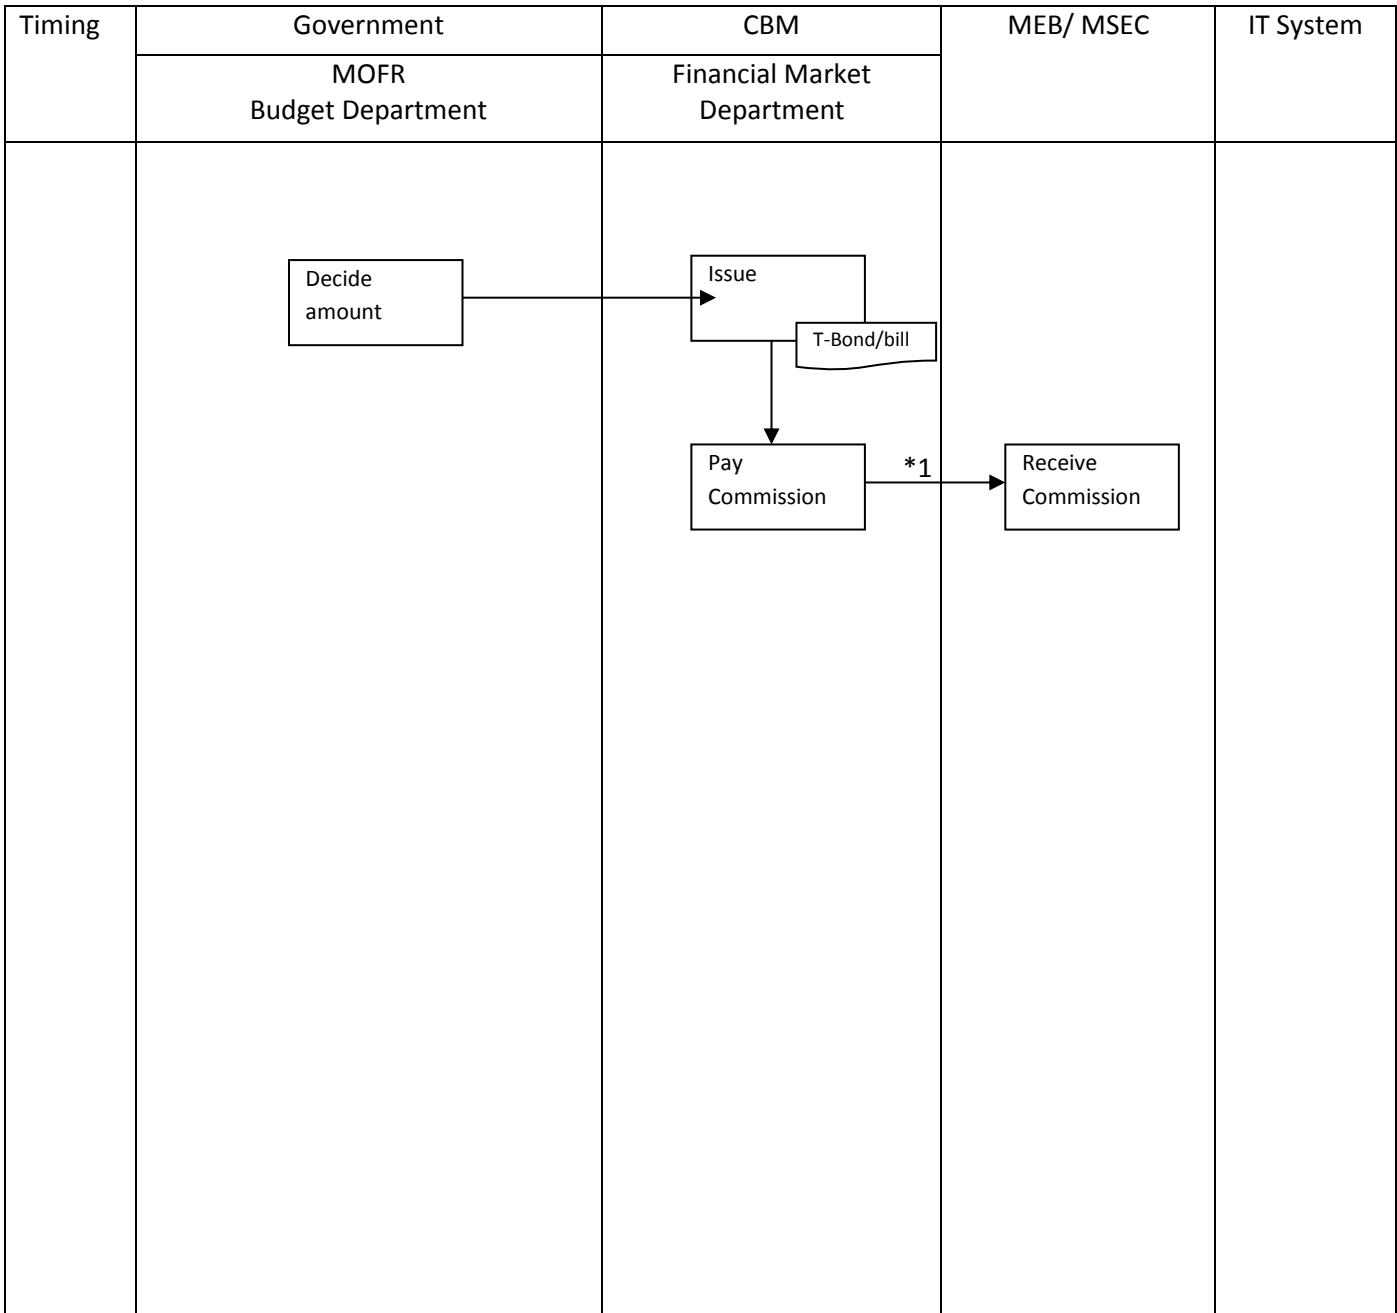 Timing
Government
CBM
MEB/ MSEC
IT System
MOFR
Budget Department
Financial Market
Department
Decide
amount
Issue
T-Bond/bill
Pay
Commission
*1
Receive
Commission